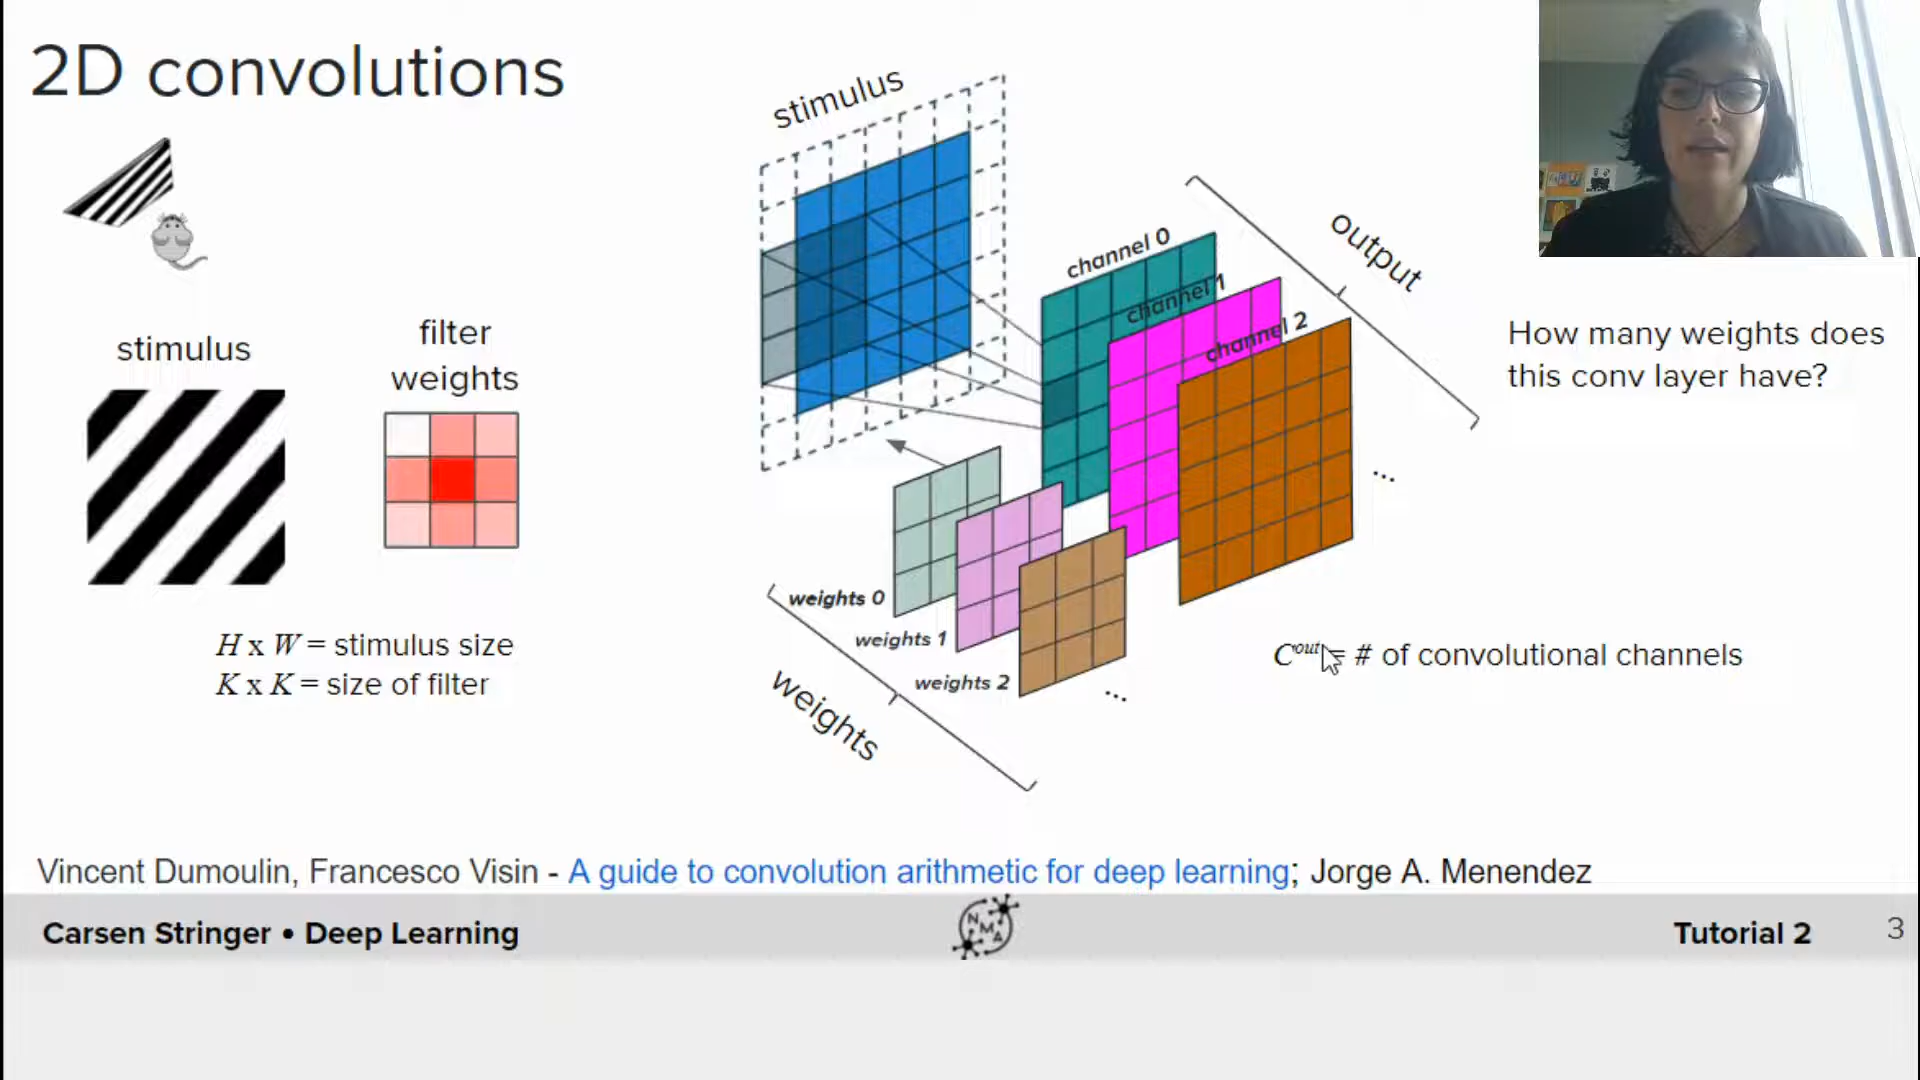 2D convolutions
stimulus
filter
weights
H x W = stimulus size
K x K = size of filter
stimulus
channel 0
channel 1
channel 2
output
...
weights 0
weights 1
weights 2
...
weights
How many weights does
this conv layer have?
C^out = # of convolutional channels
Vincent Dumoulin, Francesco Visin - A guide to convolution arithmetic for deep learning; Jorge A. Menendez
Carsen Stringer • Deep Learning
N
M
A
Tutorial 2
3